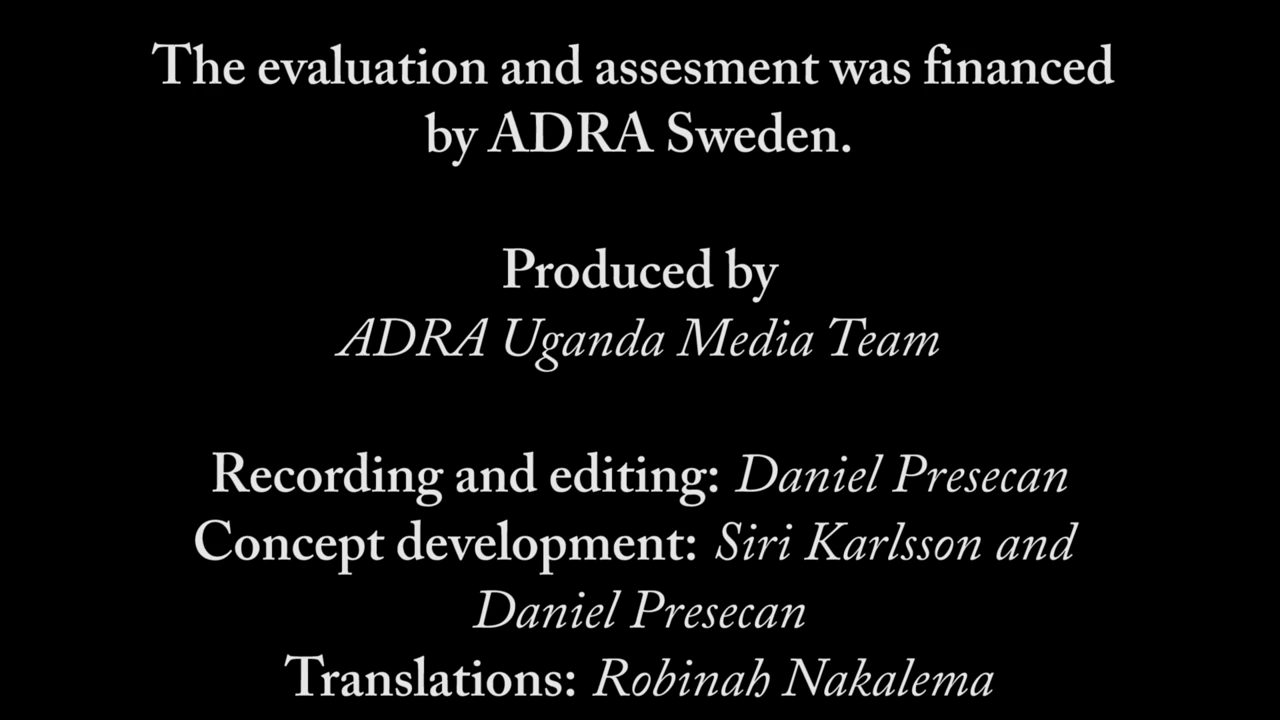 The evaluation and assesment was financed
by ADRA Sweden.
Produced by
ADRA Uganda Media Team
Recording and editing: Daniel Presecan
Concept development: Siri Karlsson and
Daniel Presecan
Translations: Robinah Nakalema